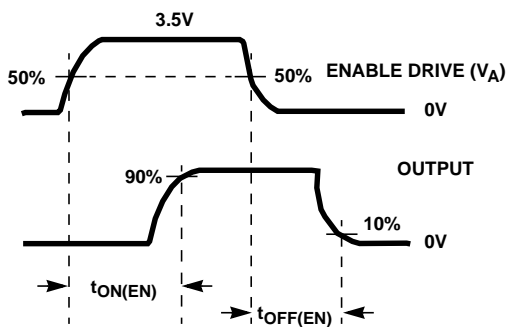 3.5V
50%
50%
ENABLE DRIVE (VA)
0V
OUTPUT
90%
10%
0V
tON(EN)
tOFF(EN)